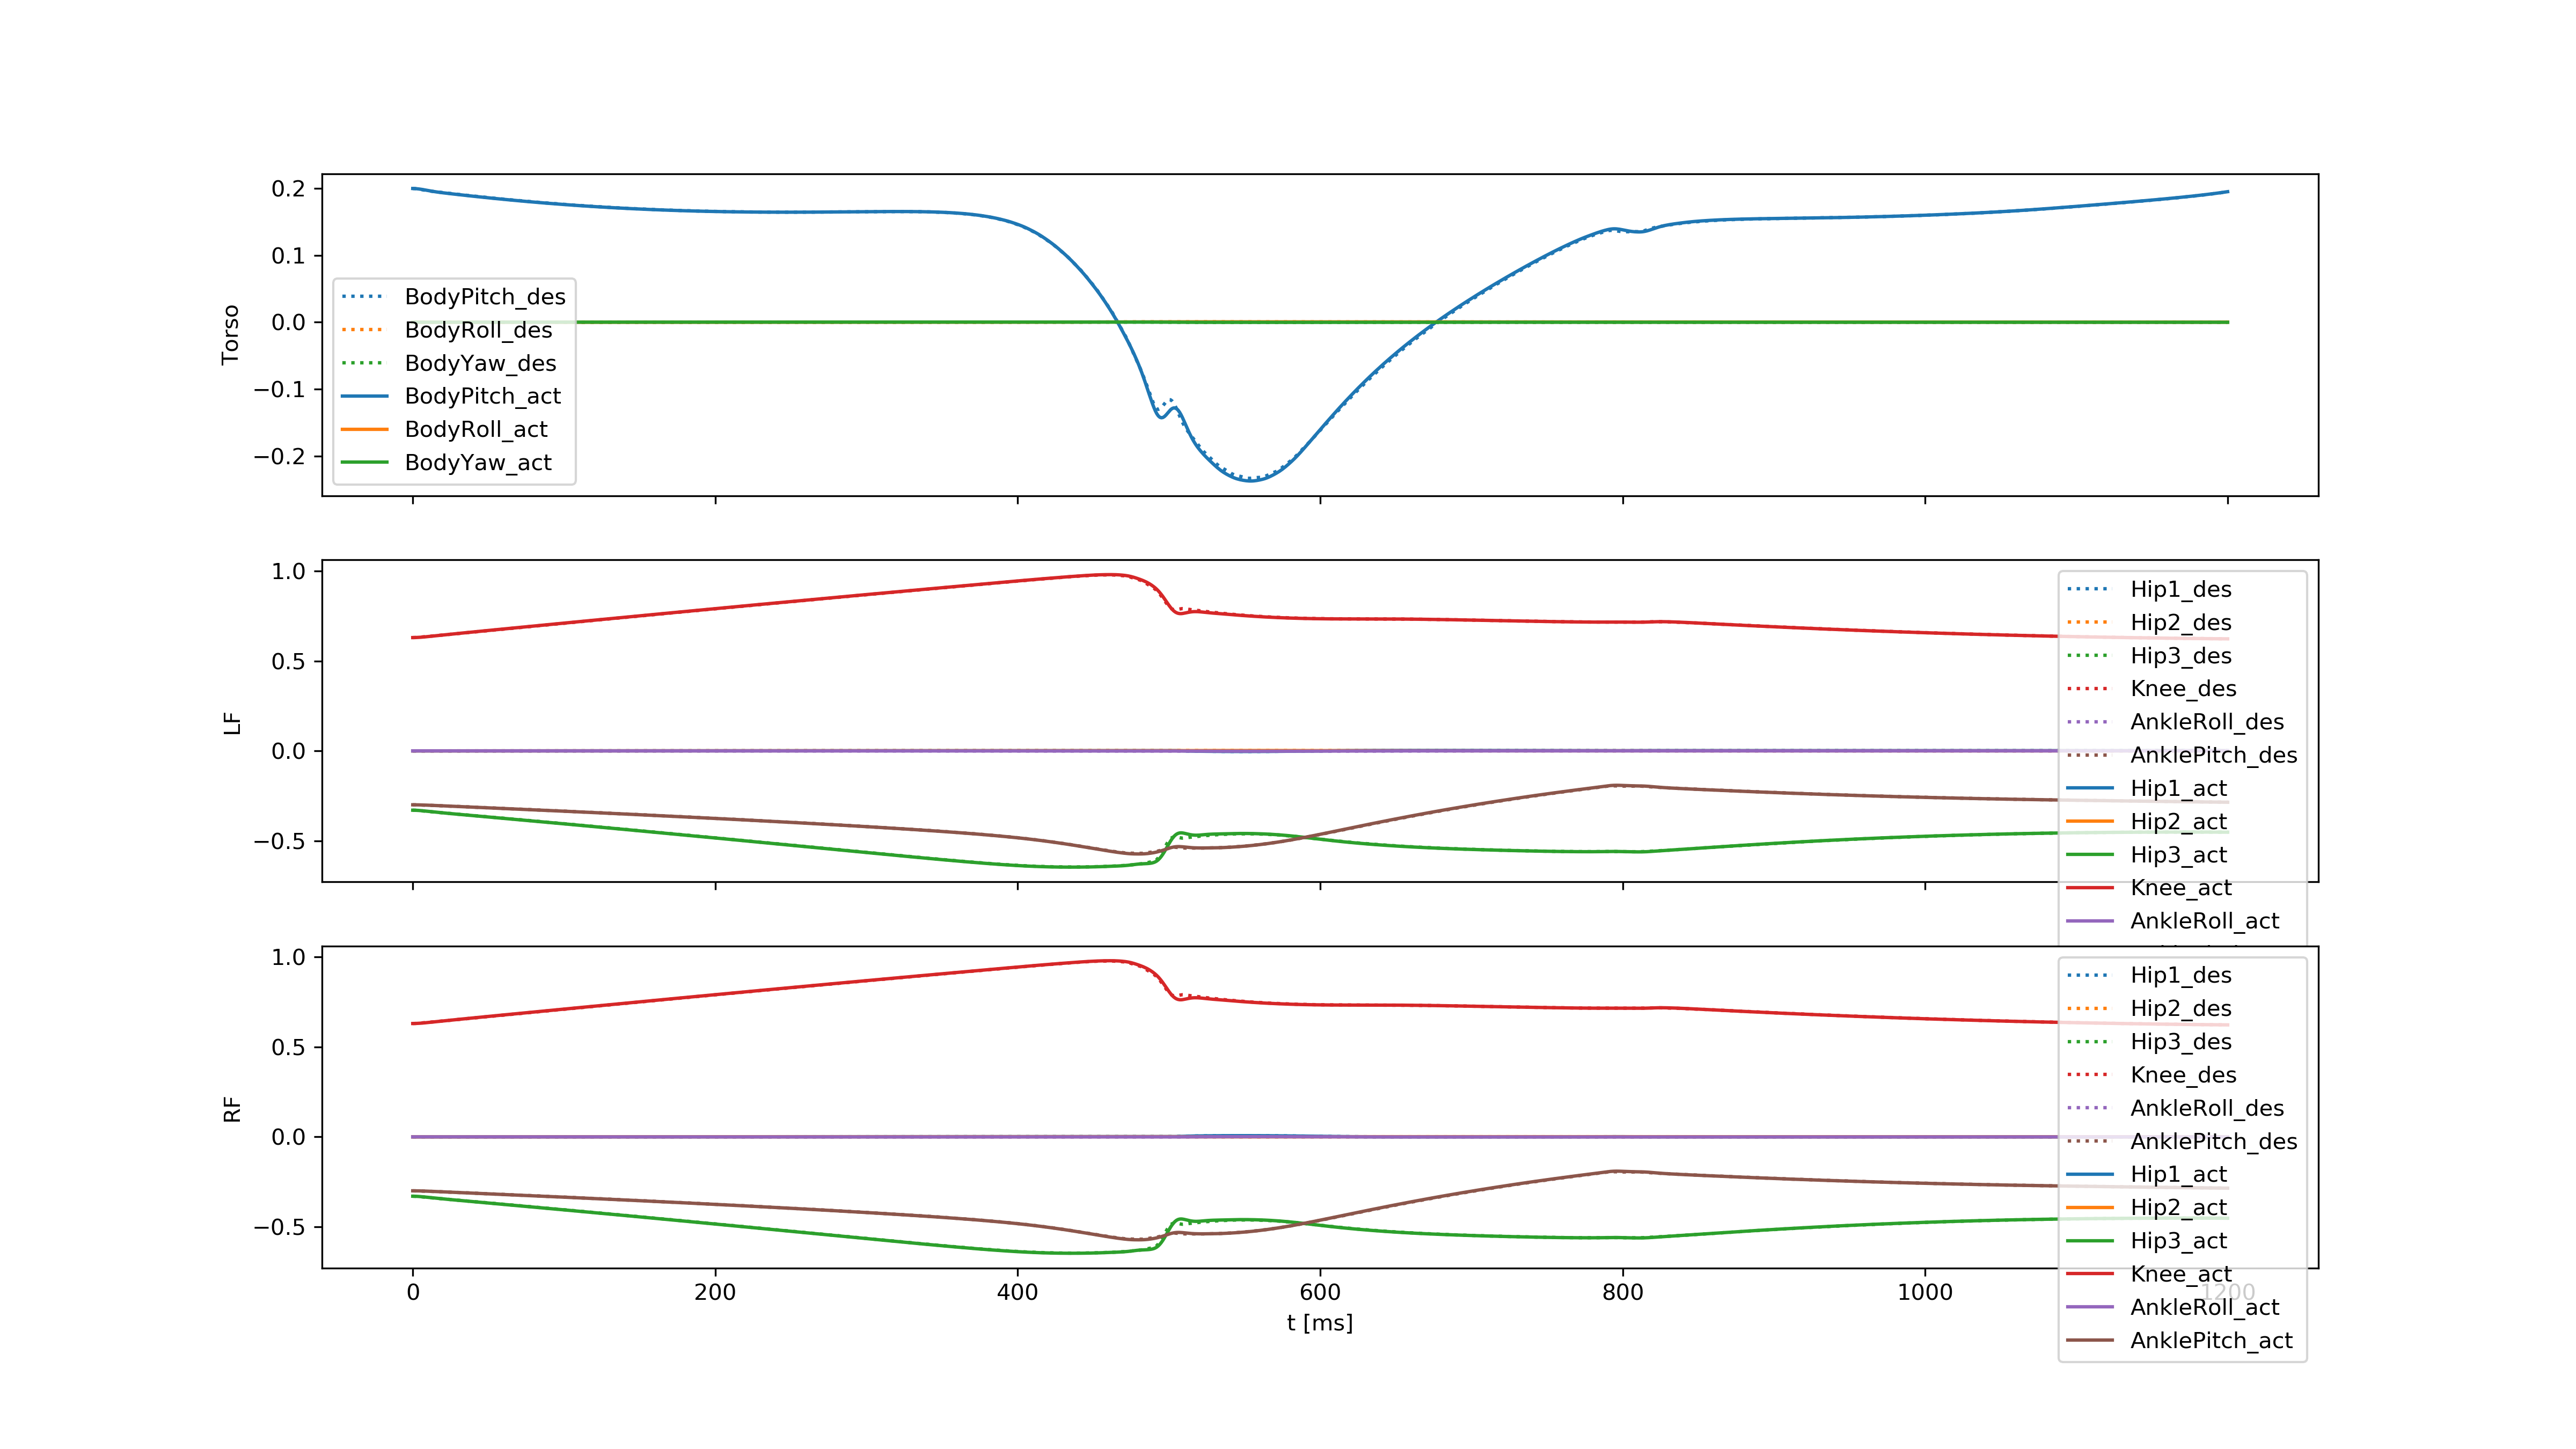 0.2
0.1
0.0
−0.1
−0.2
Torso
BodyPitch_des
BodyRoll_des
BodyYaw_des
BodyPitch_act
BodyRoll_act
BodyYaw_act
1.0
0.5
0.0
−0.5
LF
Hip1_des
Hip2_des
Hip3_des
Knee_des
AnkleRoll_des
AnklePitch_des
Hip1_act
Hip2_act
Hip3_act
Knee_act
AnkleRoll_act
1.0
0.5
0.0
−0.5
RF
Hip1_des
Hip2_des
Hip3_des
Knee_des
AnkleRoll_des
AnklePitch_des
Hip1_act
Hip2_act
Hip3_act
Knee_act
AnkleRoll_act
AnklePitch_act
0 200 400 600 800 1000 1200
t [ms]